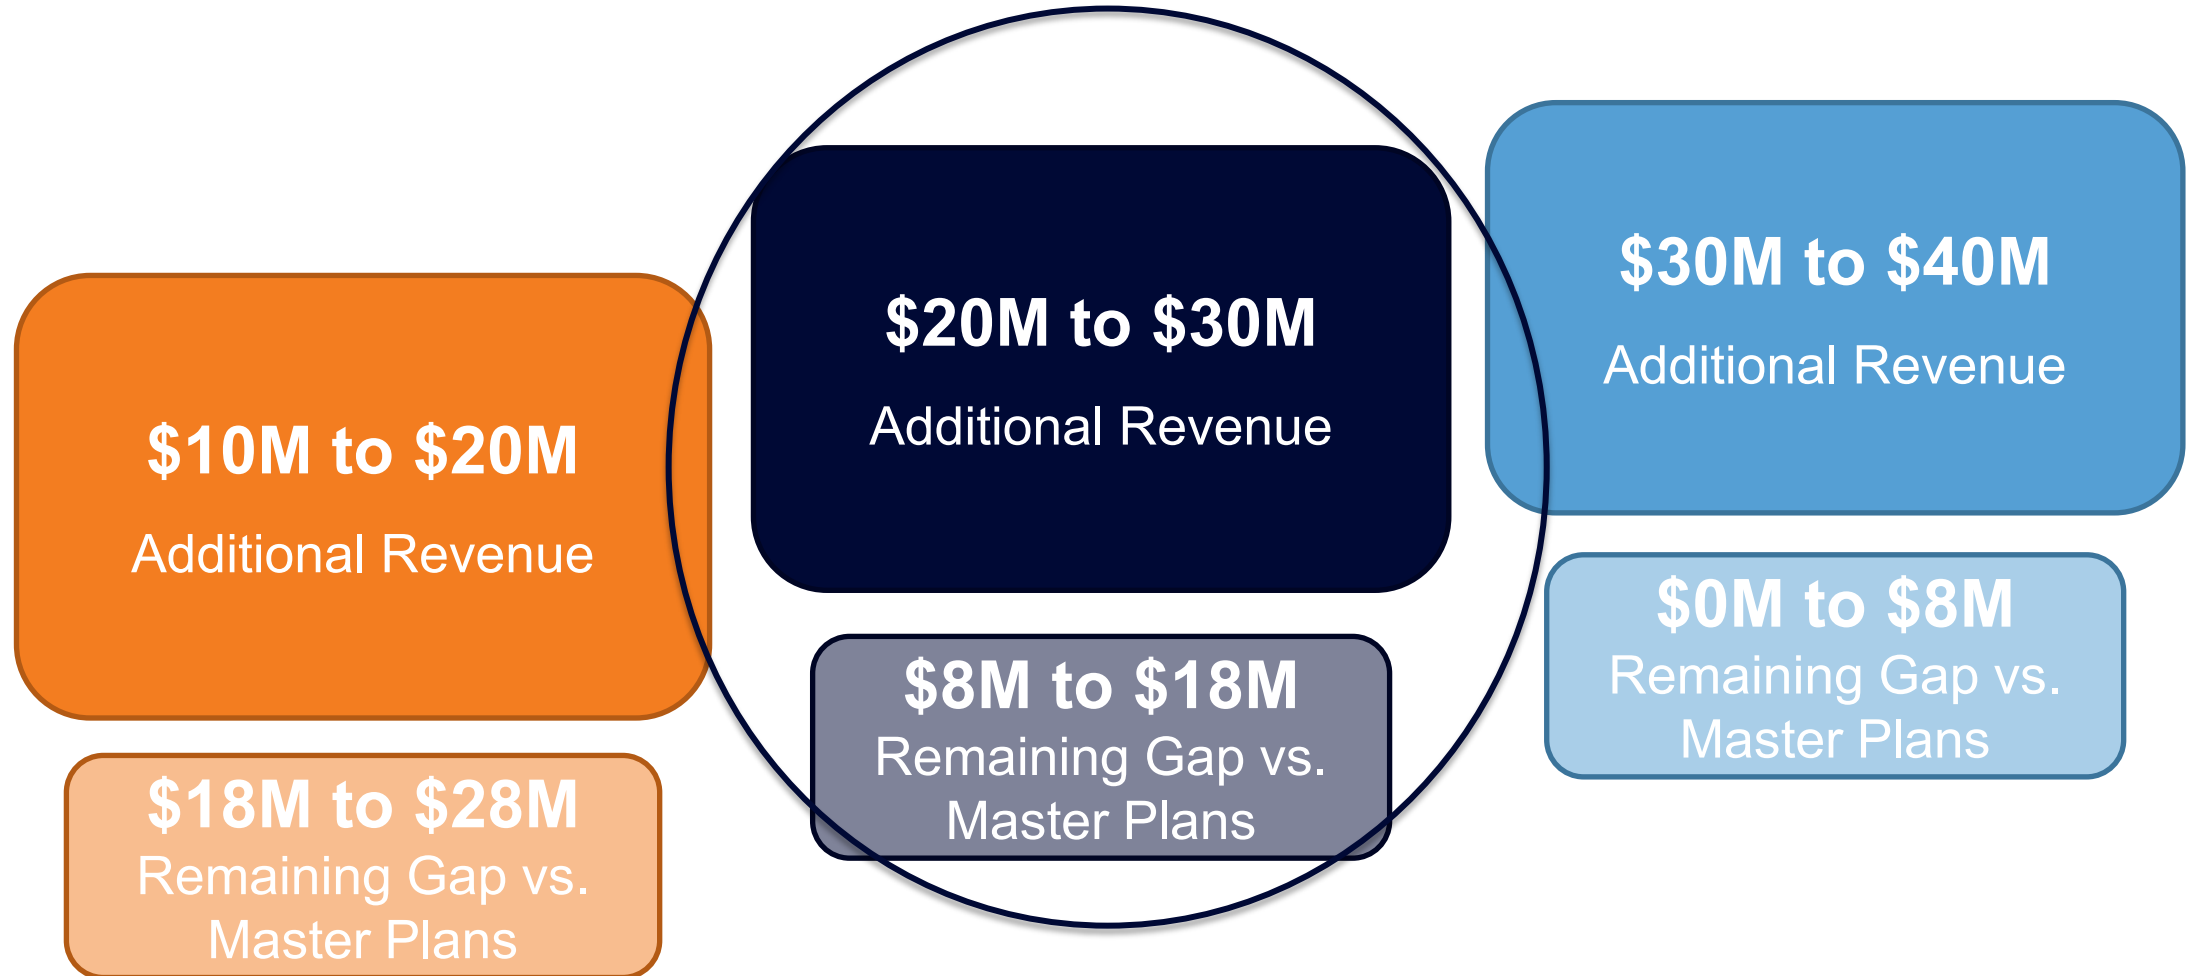 $10M to $20M
Additional Revenue
$18M to $28M
Remaining Gap vs.
Master Plans
$20M to $30M
Additional Revenue
$8M to $18M
Remaining Gap vs.
Master Plans
$30M to $40M
Additional Revenue
$0M to $8M
Remaining Gap vs.
Master Plans